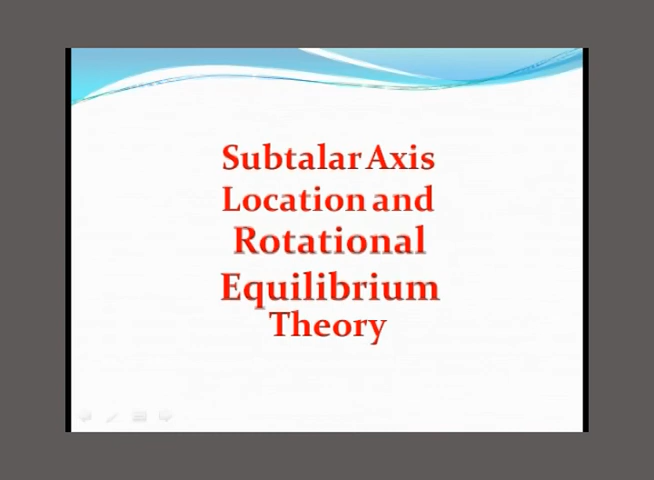 Subtalar Axis
Location and
Rotational
Equilibrium
Theory